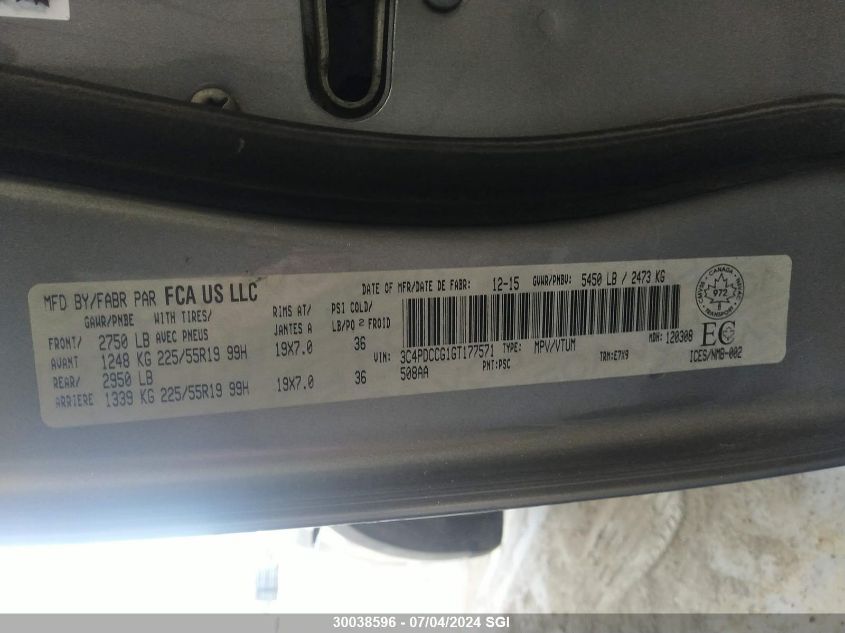 MFD BY/FABR PAR FCA US LLC DATE OF MFR/DATE DE FABR: 12-15 GVWR/PNBV: 5450 LB / 2473 KG
GAWR/PNBE WITH TIRES/ RIMS AT/ PSI COLD/
AVEC PNEUS JANTES A LB/PO 2 FROID
FRONT/ 2750 LB
AVANT 1248 KG 225/55R19 99H 19X7.0 36
REAR/ 2950 LB
ARRIERE 1339 KG 225/55R19 99H 19X7.0 36
VIN: 3C4PDCCG1GT177571 TYPE: MPV/VTUM MDH: 120308
508AA PNT:PSC TRM:E7X9
CANADA
972
TRANSPORT
EC
ICES/NMB-002
30038596 - 07/04/2024 SGI